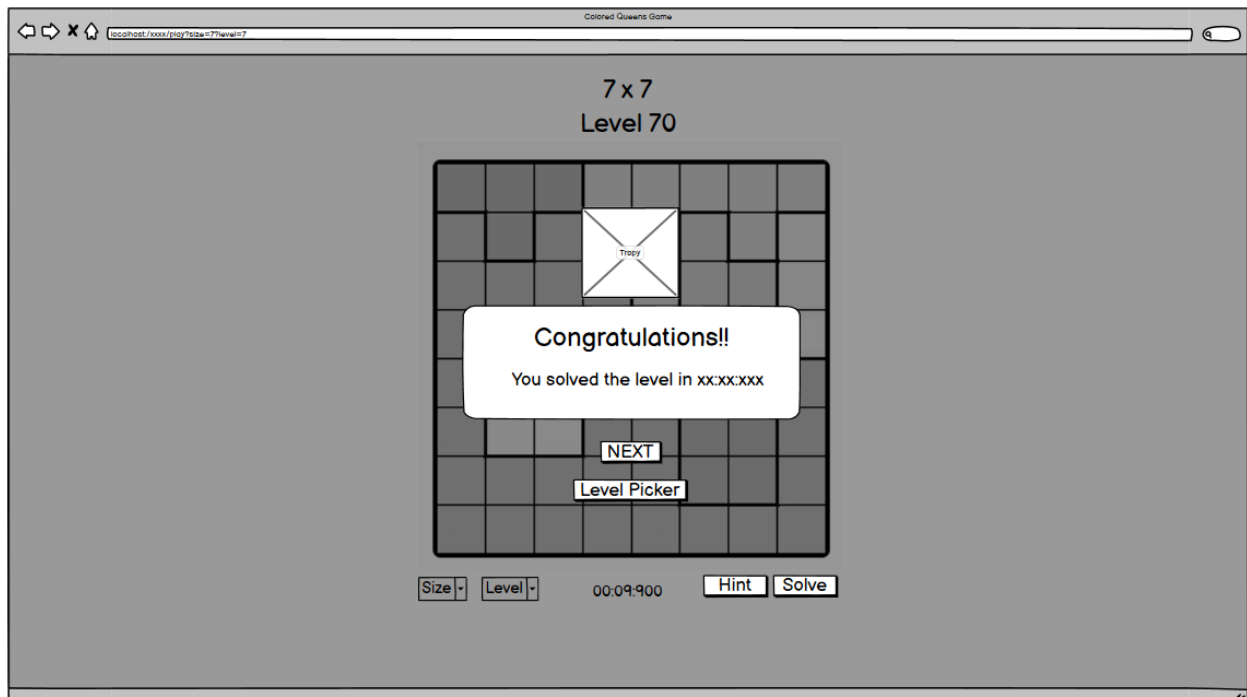 Colored Queens Game
localhost:/xxxx/play?size=7?level=7
7 x 7
Level 70
Tropy
Congratulations!!
You solved the level in xx:xx:xxx
NEXT
Level Picker
Size Level 00:09:900 Hint Solve